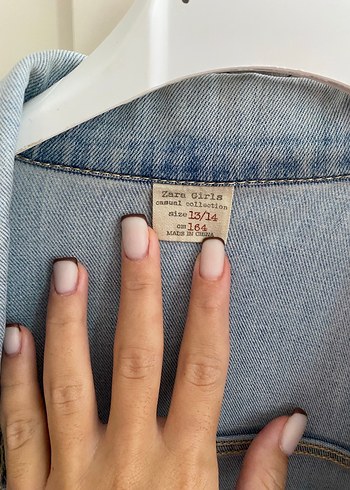 Zara Girls
casual collection
size 13/14
cm 164
MADE IN CHINA